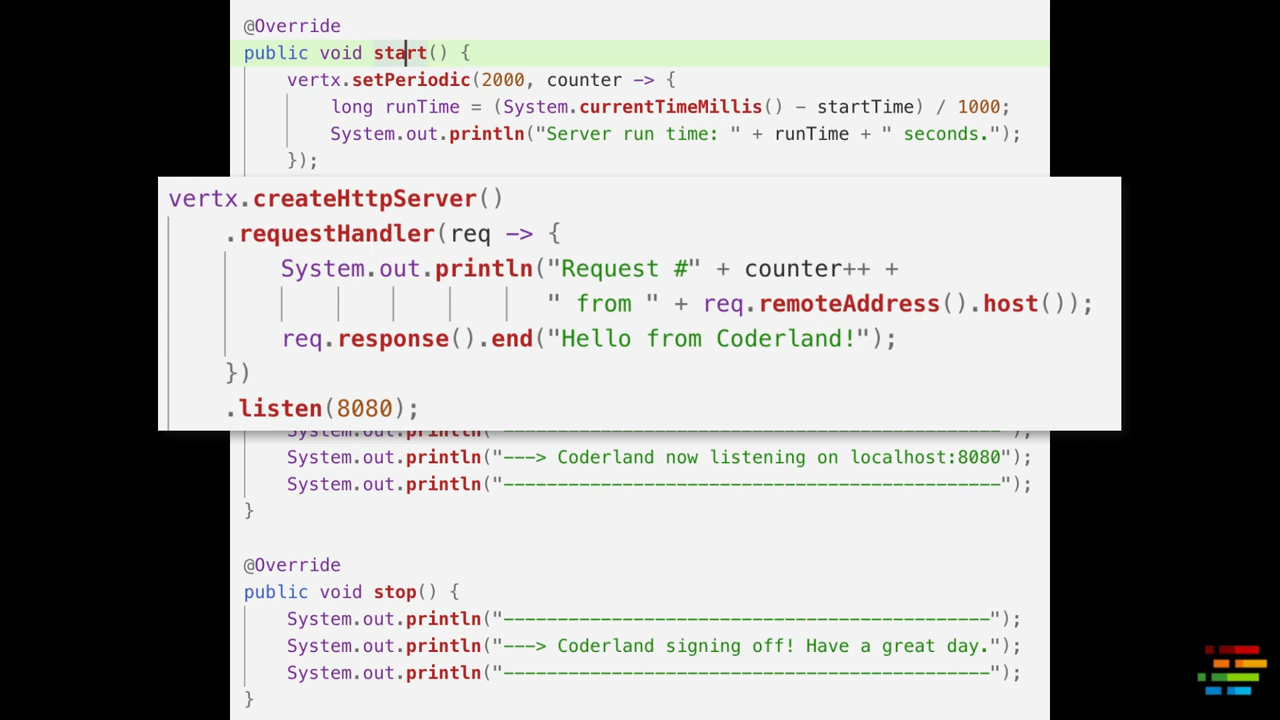 @Override
public void start() {
vertx.setPeriodic(2000, counter –> {
long runTime = (System.currentTimeMillis() – startTime) / 1000;
System.out.println("Server run time: " + runTime + " seconds.");
});
vertx.createHttpServer()
.requestHandler(req –> {
System.out.println("Request #" + counter++ +
" from " + req.remoteAddress().host());
req.response().end("Hello from Coderland!");
})
.listen(8080);
System.out.println("–––––––––––––––––––––––––––––––––––––––––––––");
System.out.println("–––> Coderland now listening on localhost:8080");
System.out.println("––––––––––––––––––––––––––––––––––––––––––––––");
}
@Override
public void stop() {
System.out.println("–––––––––––––––––––––––––––––––––––––––––––––");
System.out.println("–––> Coderland signing off! Have a great day.");
System.out.println("–––––––––––––––––––––––––––––––––––––––––––––");
}